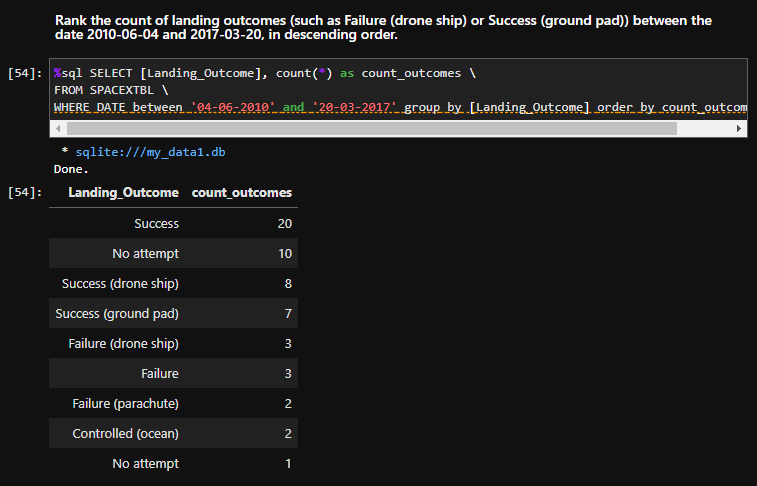 Rank the count of landing outcomes (such as Failure (drone ship) or Success (ground pad)) between the
date 2010-06-04 and 2017-03-20, in descending order.
[54]: %sql SELECT [Landing_Outcome], count(*) as count_outcomes \
FROM SPACEXTBL \
WHERE DATE between '04-06-2010' and '20-03-2017' group by [Landing_Outcome] order by count_outcom
* sqlite:///my_data1.db
Done.
[54]: Landing_Outcome count_outcomes
Success 20
No attempt 10
Success (drone ship) 8
Success (ground pad) 7
Failure (drone ship) 3
Failure 3
Failure (parachute) 2
Controlled (ocean) 2
No attempt 1